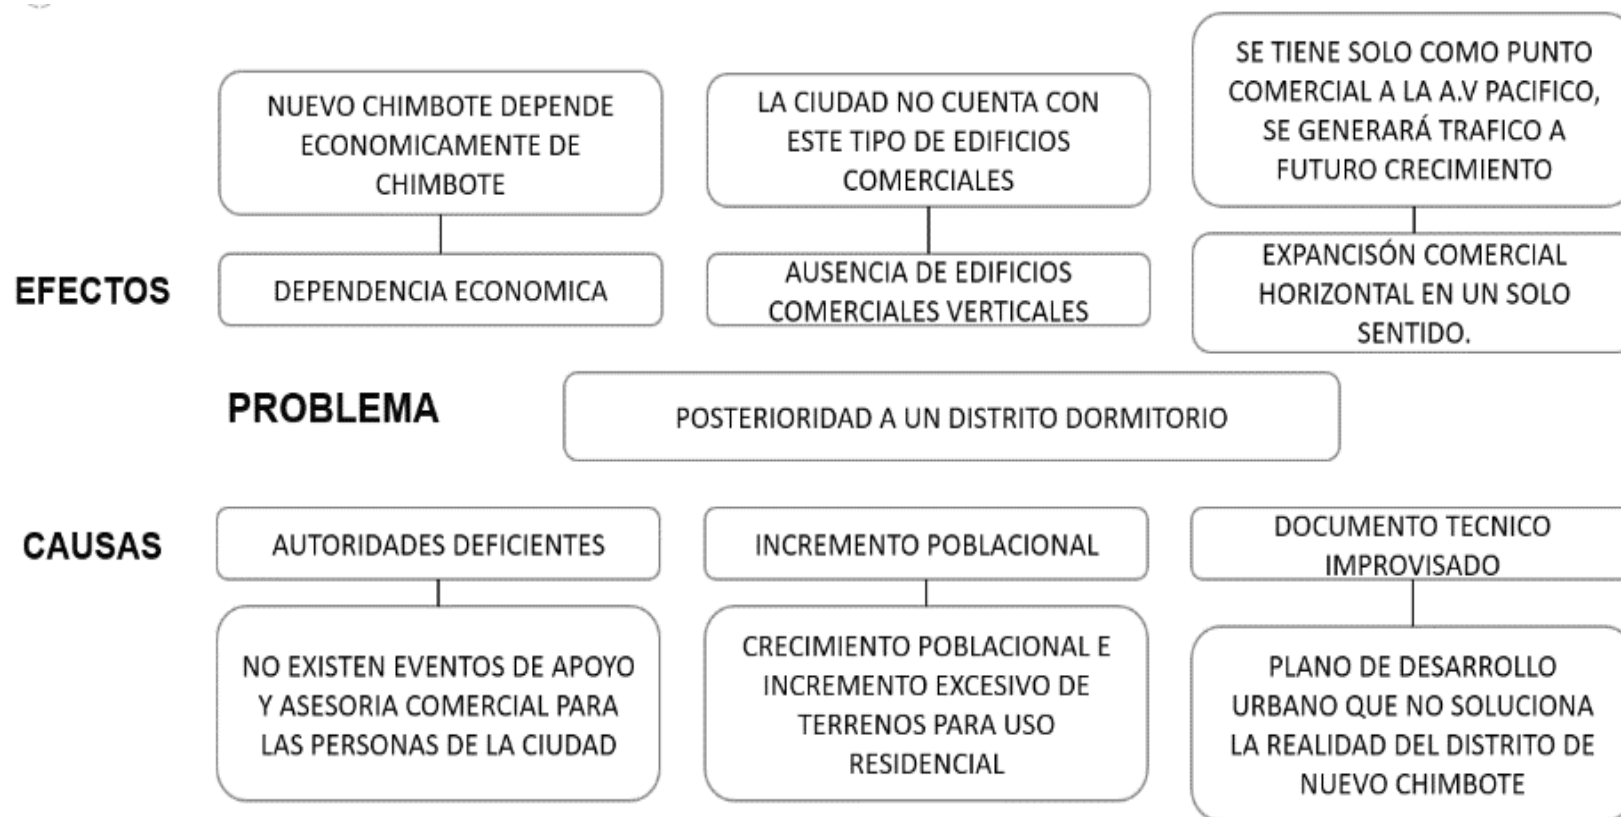 NUEVO CHIMBOTE DEPENDE
ECONOMICAMENTE DE
CHIMBOTE
LA CIUDAD NO CUENTA CON
ESTE TIPO DE EDIFICIOS
COMERCIALES
SE TIENE SOLO COMO PUNTO
COMERCIAL A LA A.V PACIFICO,
SE GENERARÁ TRAFICO A
FUTURO CRECIMIENTO
EFECTOS
DEPENDENCIA ECONOMICA
AUSENCIA DE EDIFICIOS
COMERCIALES VERTICALES
EXPANCISÓN COMERCIAL
HORIZONTAL EN UN SOLO
SENTIDO.
PROBLEMA
POSTERIORIDAD A UN DISTRITO DORMITORIO
CAUSAS
AUTORIDADES DEFICIENTES
INCREMENTO POBLACIONAL
DOCUMENTO TECNICO
IMPROVISADO
NO EXISTEN EVENTOS DE APOYO
Y ASESORIA COMERCIAL PARA
LAS PERSONAS DE LA CIUDAD
CRECIMIENTO POBLACIONAL E
INCREMENTO EXCESIVO DE
TERRENOS PARA USO
RESIDENCIAL
PLANO DE DESARROLLO
URBANO QUE NO SOLUCIONA
LA REALIDAD DEL DISTRITO DE
NUEVO CHIMBOTE